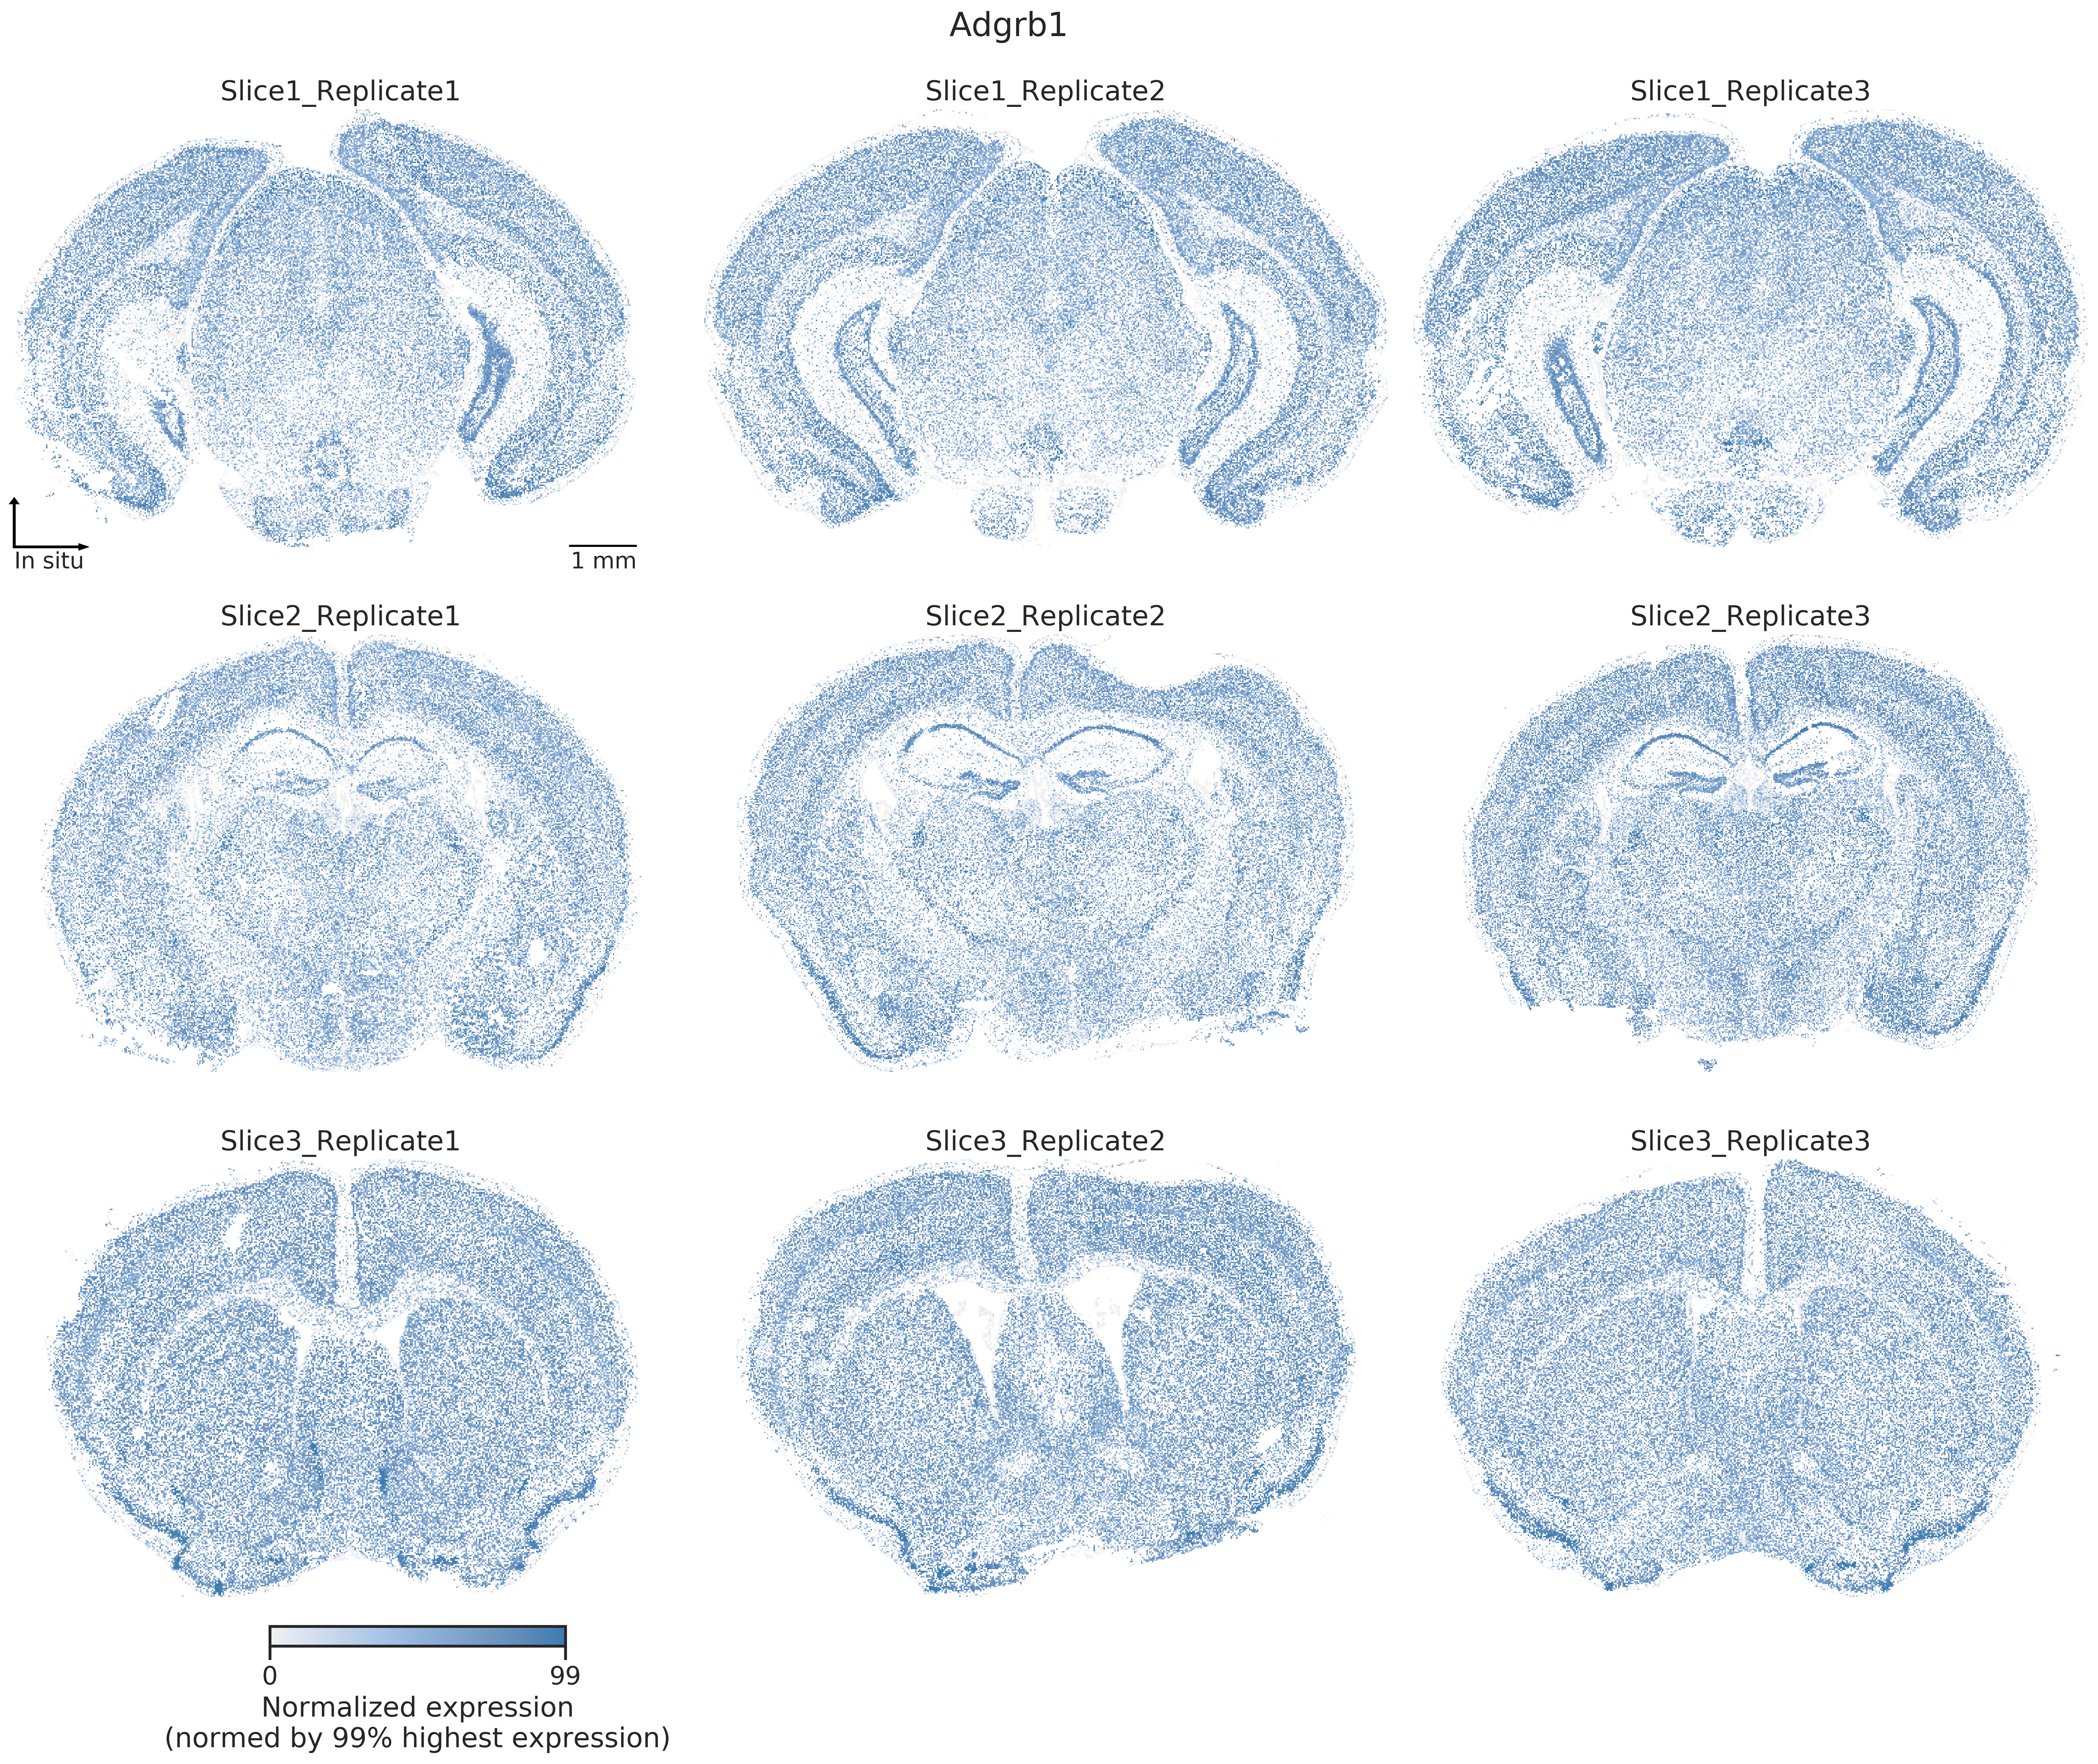 Adgrb1
Slice1_Replicate1
Slice1_Replicate2
Slice1_Replicate3
In situ
1 mm
Slice2_Replicate1
Slice2_Replicate2
Slice2_Replicate3
Slice3_Replicate1
Slice3_Replicate2
Slice3_Replicate3
0
99
Normalized expression
(normed by 99% highest expression)